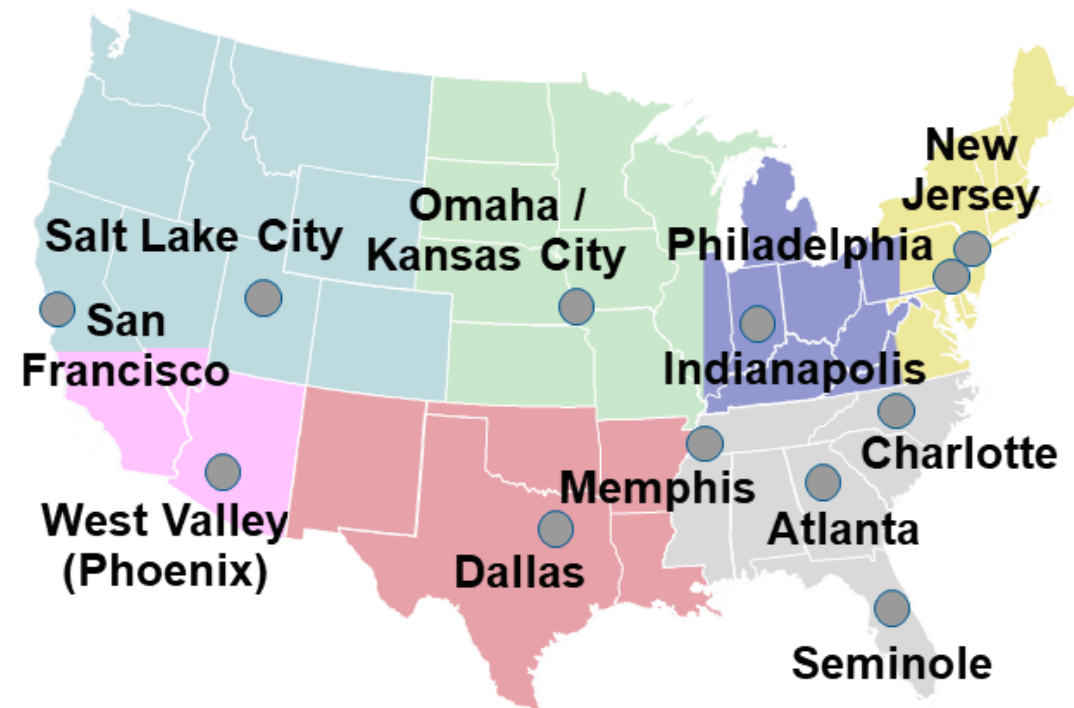 New
Jersey
Omaha /
Kansas City
Salt Lake City
Philadelphia
San
Francisco
Indianapolis
Charlotte
Memphis
West Valley
(Phoenix)
Atlanta
Dallas
Seminole